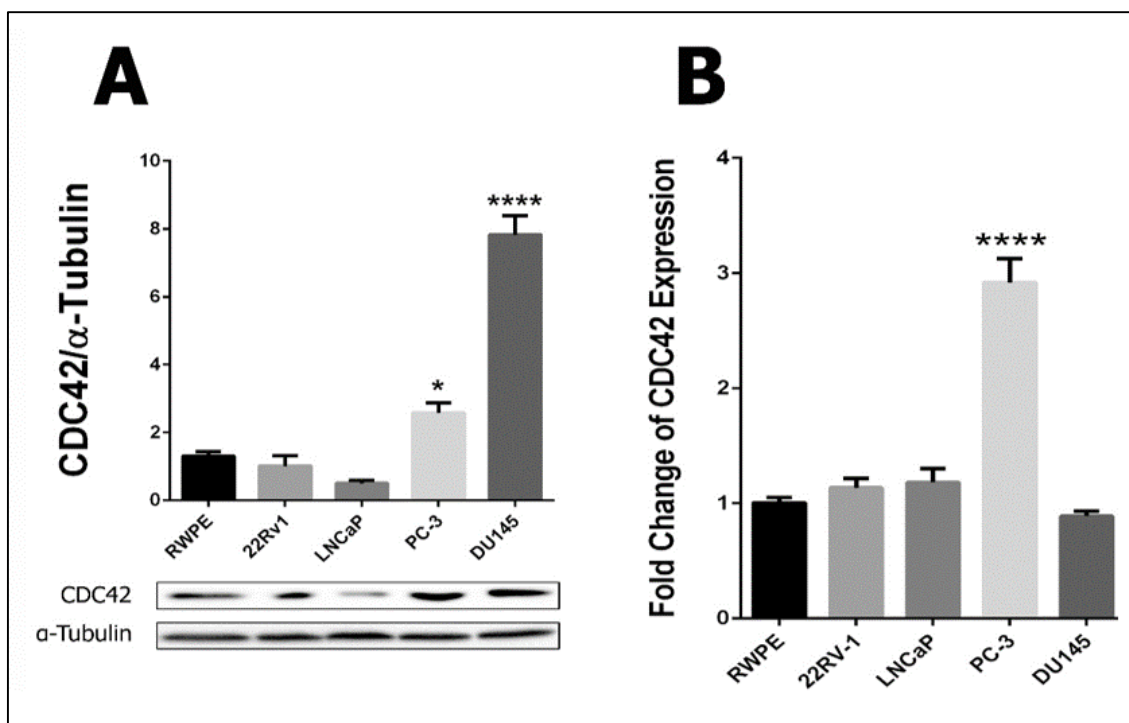 A
CDC42/α-Tubulin
10
8
6
4
2
0
****
*
RWPE
22Rv1
LNCaP
PC-3
DU145
CDC42
α-Tubulin
B
Fold Change of CDC42 Expression
4
3
2
1
0
****
RWPE
22RV-1
LNCaP
PC-3
DU145